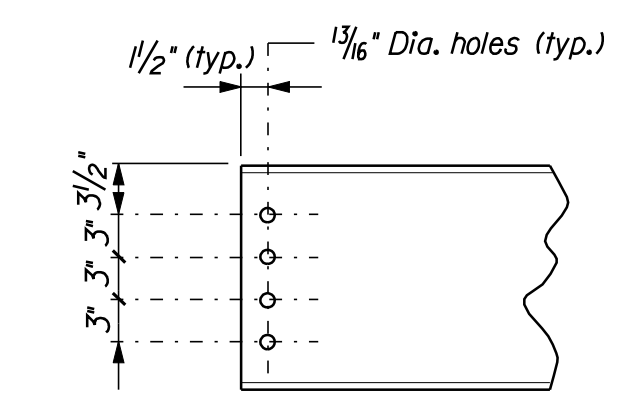 1 1/2" (typ.)
13/16" Dia. holes (typ.)
3 1/2"
3"
3"
3"